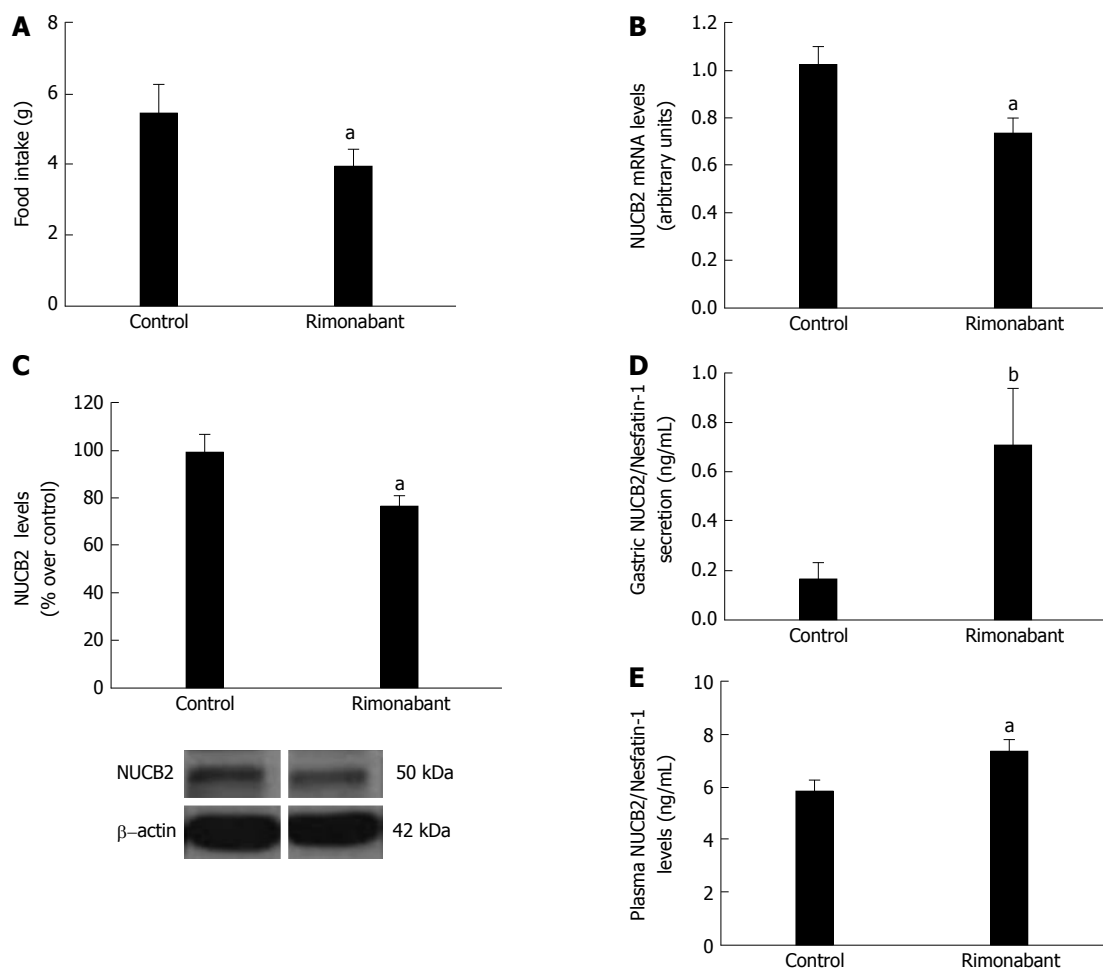 A
8
6
4
2
0
Food intake (g)
a
Control
Rimonabant
B
1.2
1.0
0.8
0.6
0.4
0.2
0.0
NUCB2 mRNA levels
(arbitrary units)
a
Control
Rimonabant
C
120
100
80
60
40
20
0
NUCB2 levels
(% over control)
a
Control
Rimonabant
NUCB2
50 kDa
β–actin
42 kDa
D
1.0
0.8
0.6
0.4
0.2
0.0
Gastric NUCB2/Nesfatin-1
secretion (ng/mL)
b
Control
Rimonabant
E
10
8
6
4
2
0
Plasma NUCB2/Nesfatin-1
levels (ng/mL)
a
Control
Rimonabant